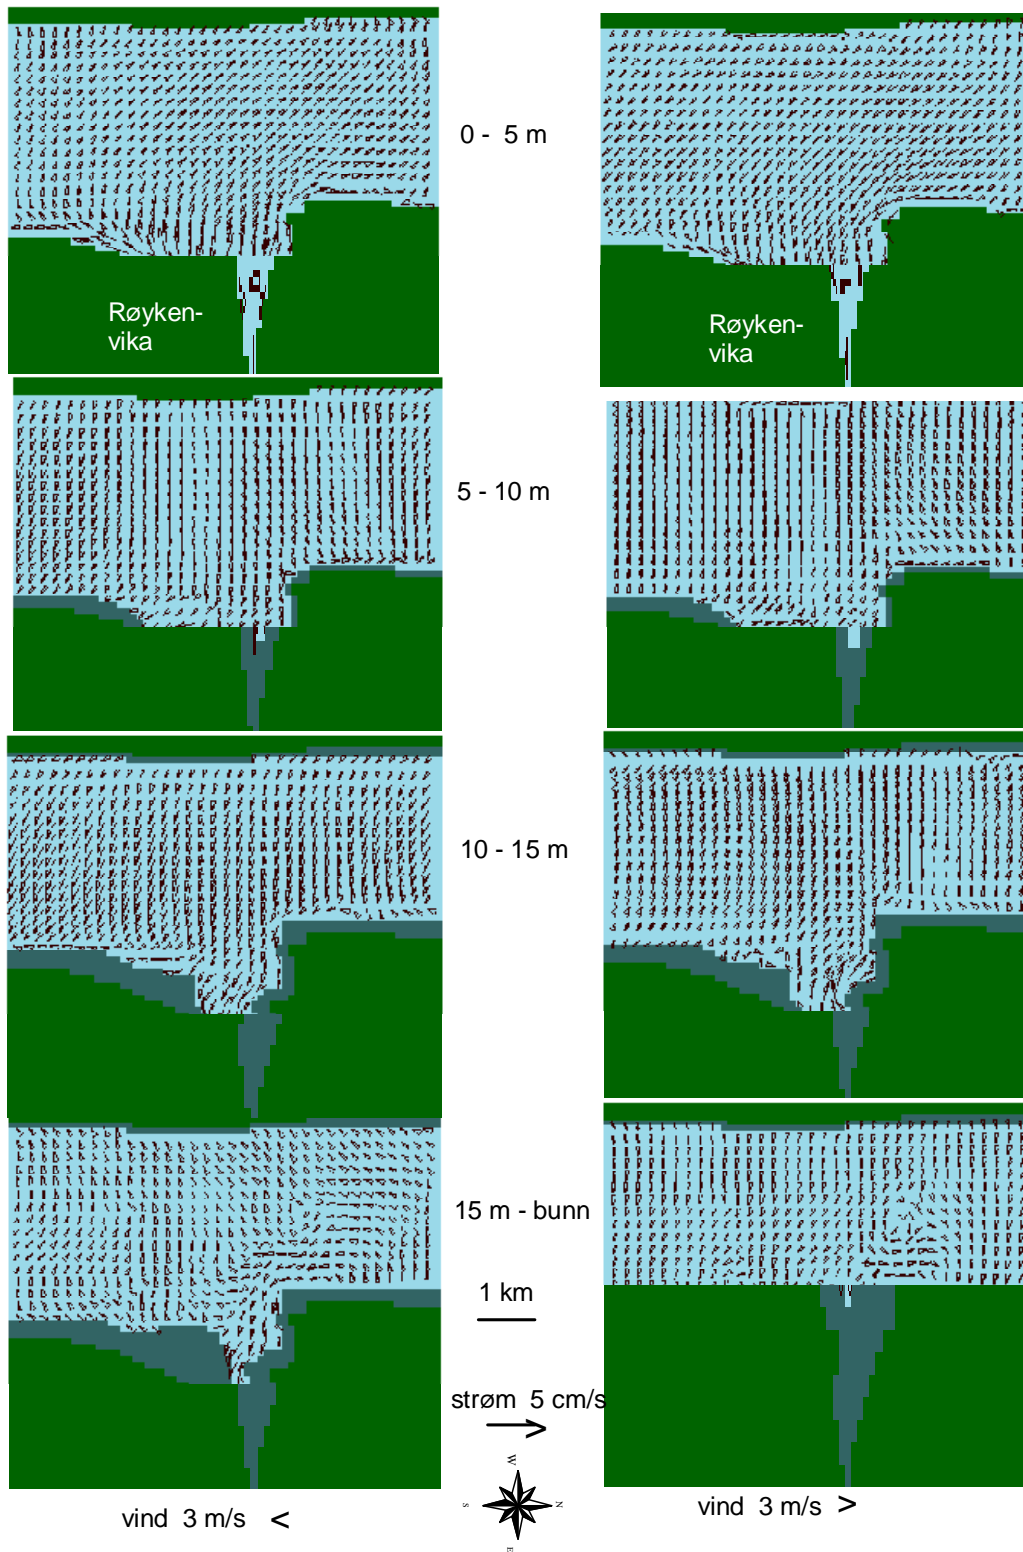 0 - 5 m
Røyken-
vika
Røyken-
vika
5 - 10 m
10 - 15 m
15 m - bunn
1 km
strøm 5 cm/s
>
W
S
N
E
vind 3 m/s <
vind 3 m/s >